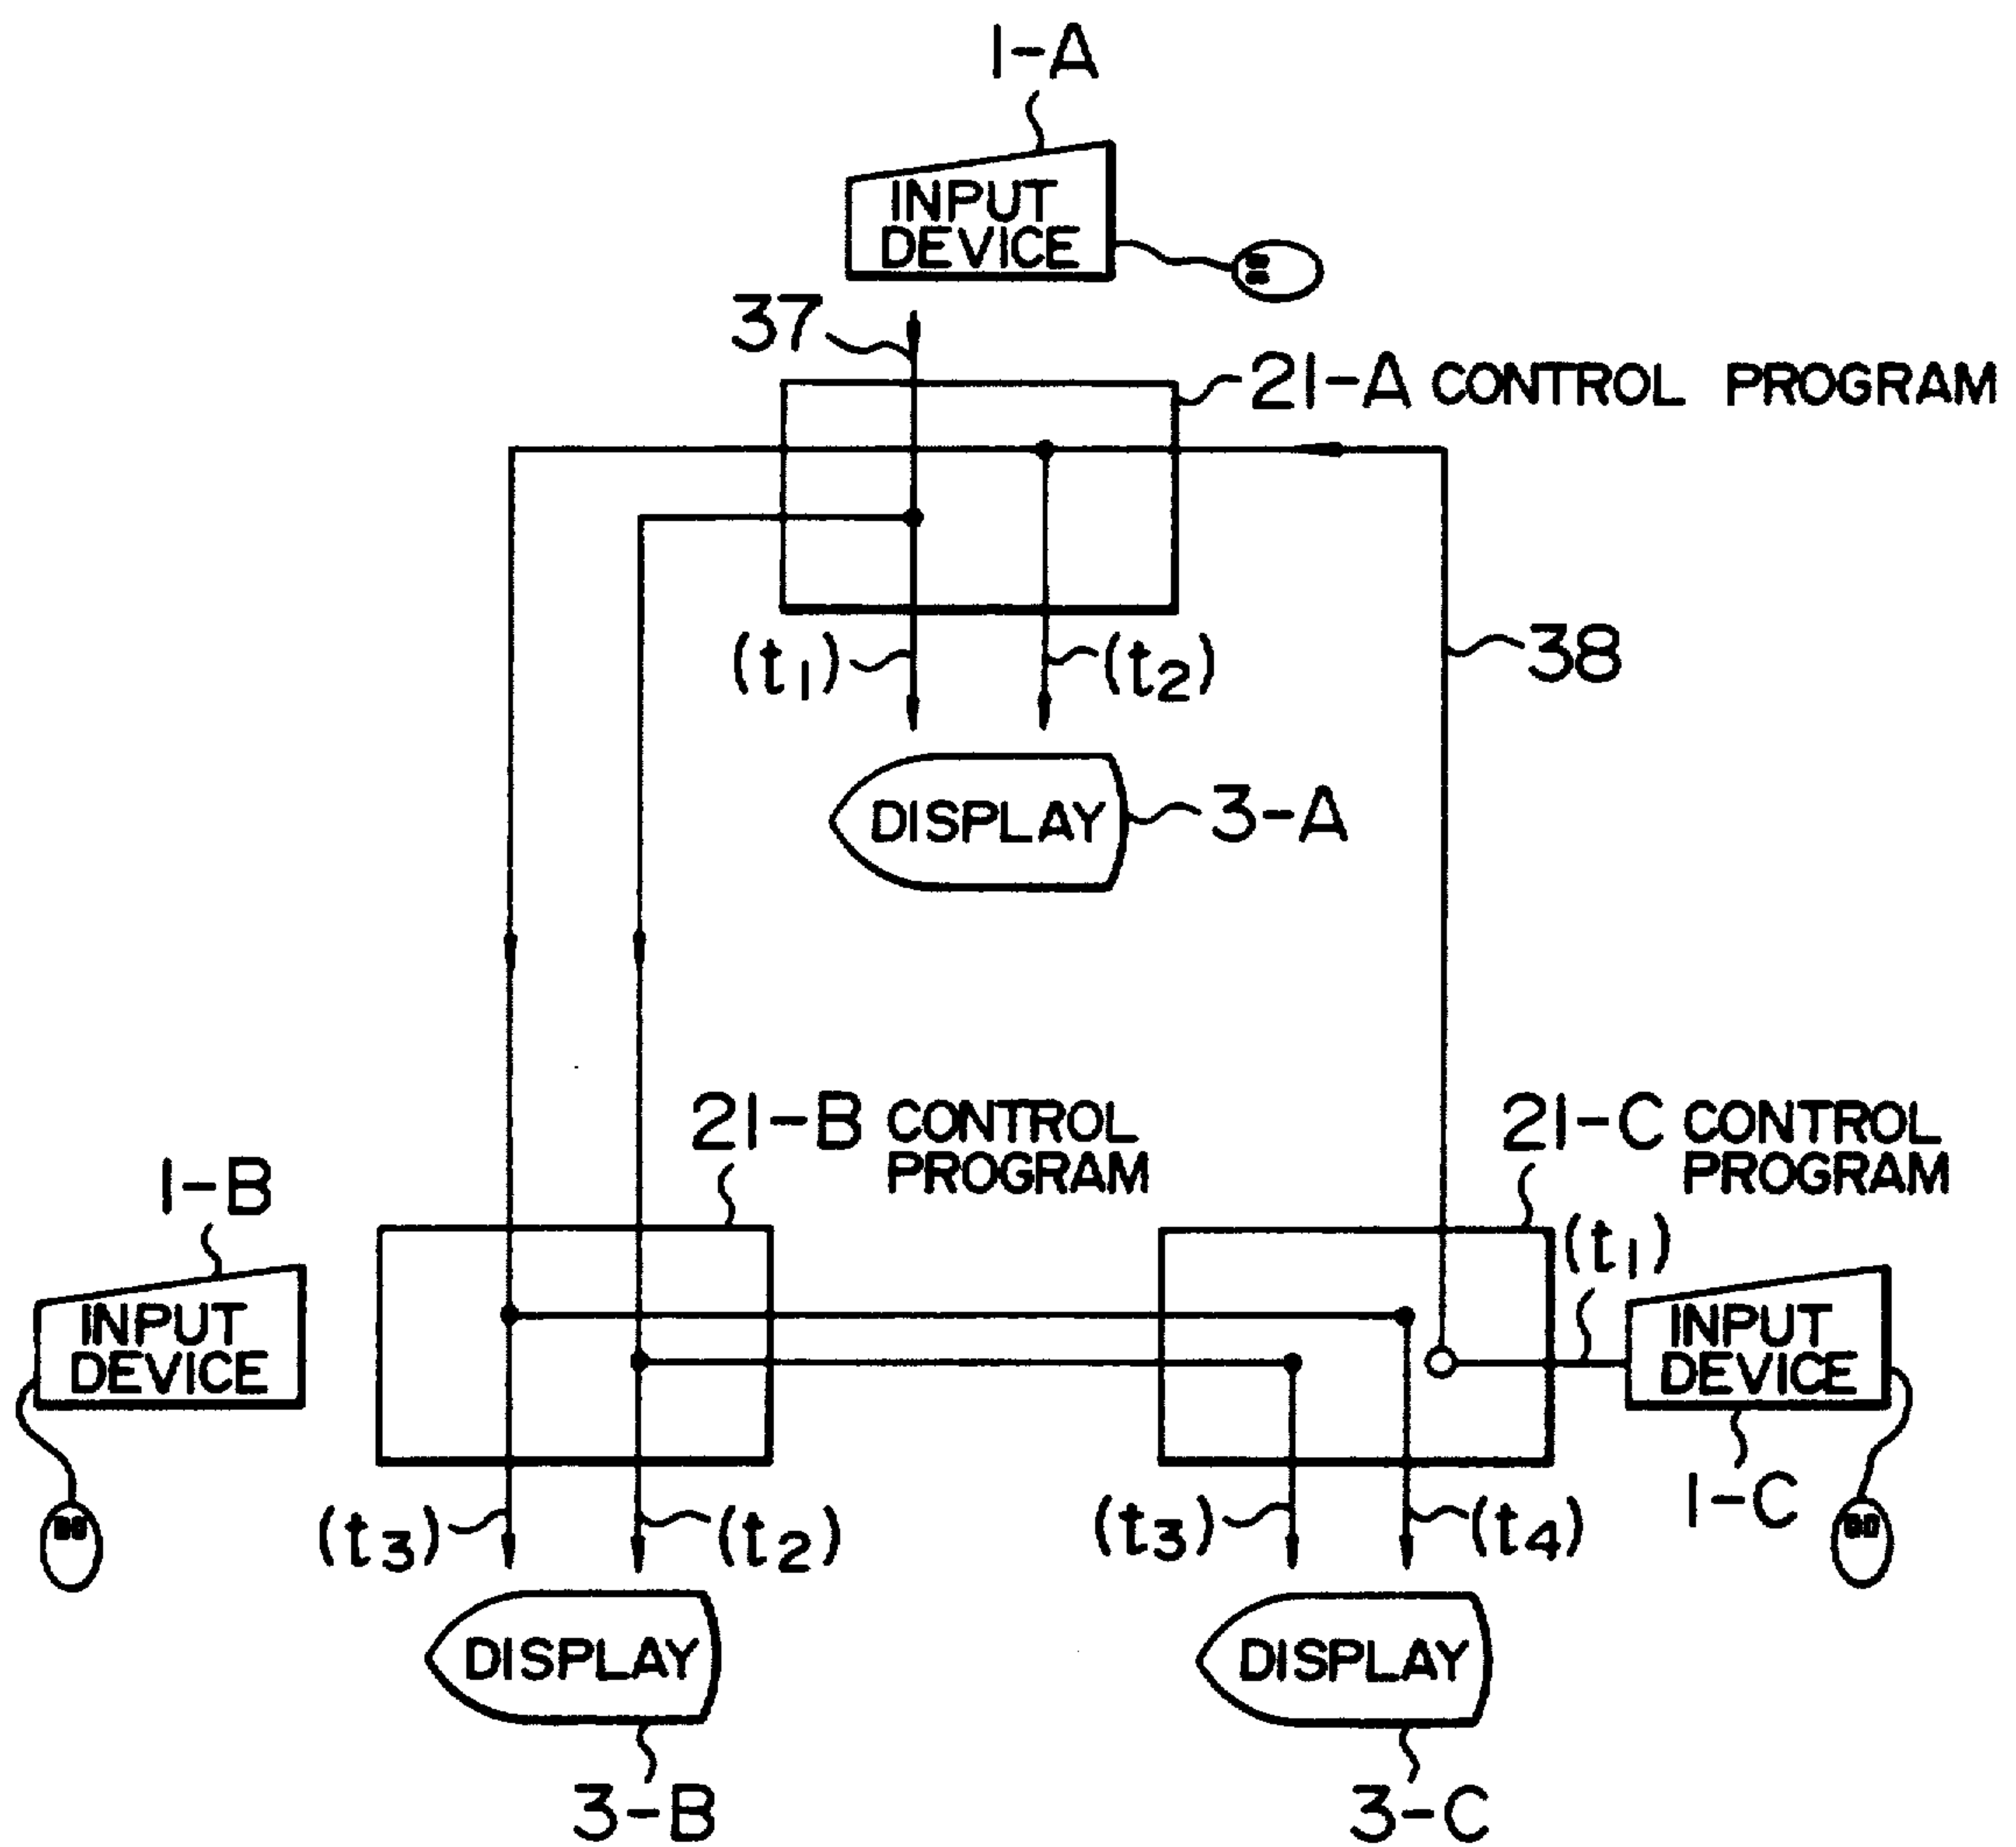 1-A
INPUT
DEVICE
37
21-A CONTROL PROGRAM
(t1)
(t2)
38
DISPLAY
3-A
21-B CONTROL
PROGRAM
21-C CONTROL
PROGRAM
1-B
(t1)
INPUT
DEVICE
INPUT
DEVICE
1-C
(t3)
(t2)
(t3)
(t4)
DISPLAY
DISPLAY
3-B
3-C